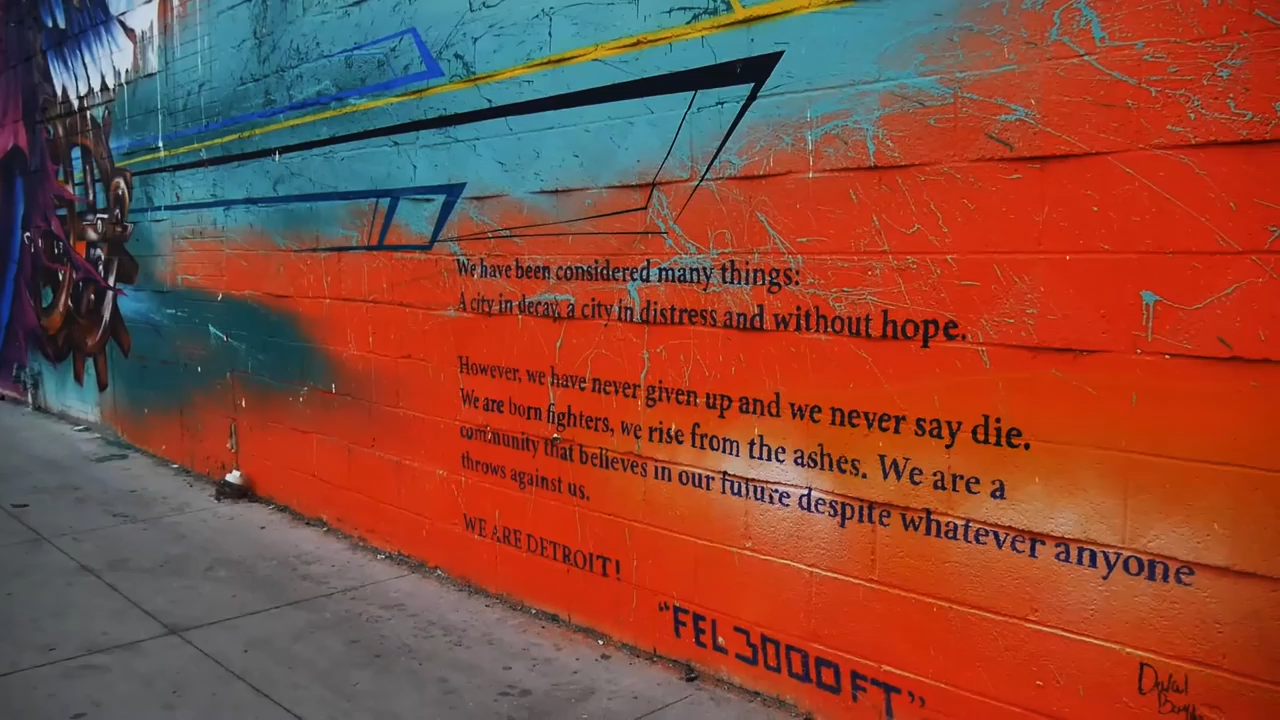 We have been considered many things:
A city in decay, a city in distress and without hope.
However, we have never given up and we never say die.
We are born fighters, we rise from the ashes. We are a
community that believes in our future despite whatever anyone
throws against us.
WE ARE DETROIT!
"FEL3000FT"